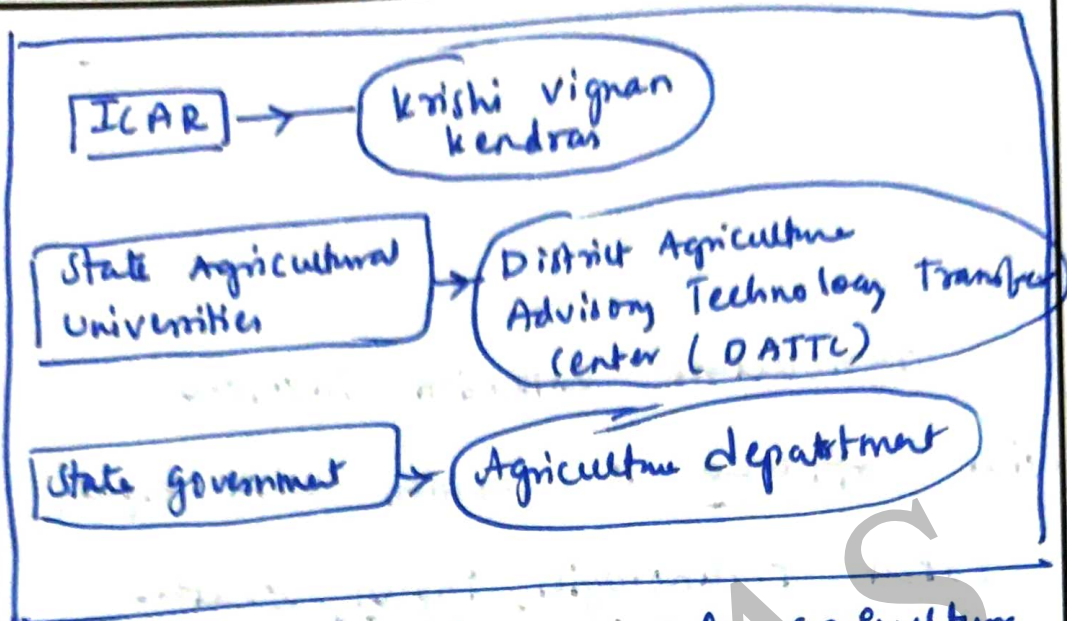 ICAR
Krishi Vignan
Kendras
State Agricultural
Universities
District Agriculture
Advisory Technology Transfer
Center (DATTC)
State government
Agriculture department